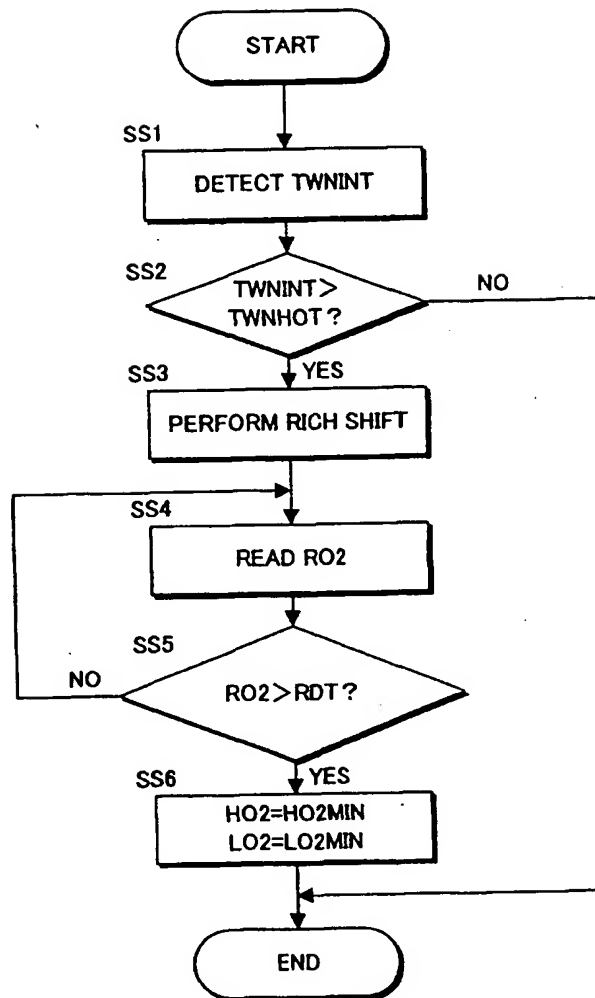 START
SS1
DETECT TWNINT
SS2
TWNINT>
TWNHOT?
NO
YES
SS3
PERFORM RICH SHIFT
SS4
READ RO2
SS5
NO
RO2>RDT?
YES
SS6
HO2=HO2MIN
LO2=LO2MIN
END